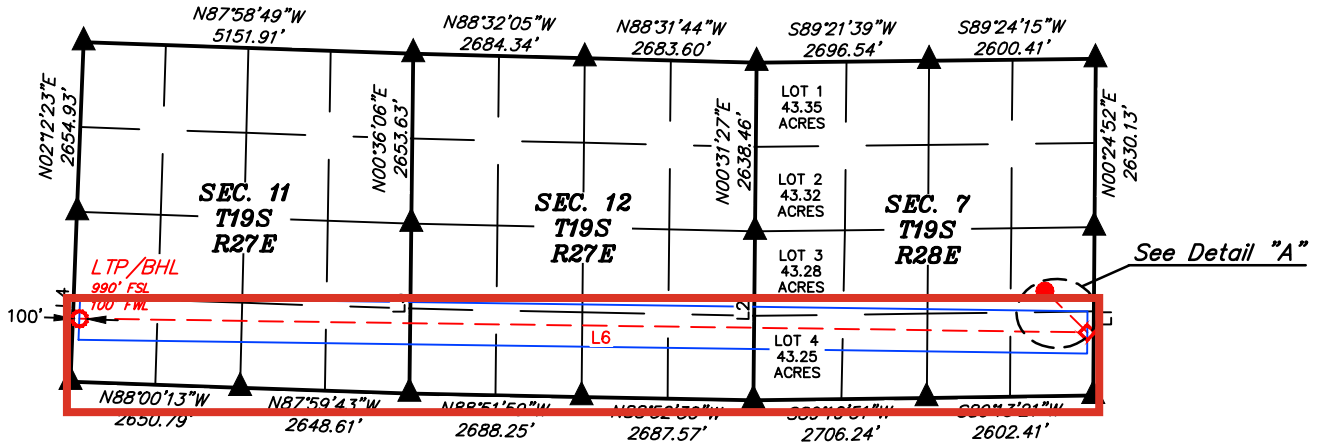 N87°58'49"W
5151.91'
N88°32'05"W
2684.34'
N88°31'44"W
2683.60'
S89°21'39"W
2696.54'
S89°24'15"W
2600.41'
N02°12'23"E
2654.93'
N00°36'06"E
2653.63'
N00°31'27"E
2638.46'
N00°24'52"E
2630.13'
LOT 1
43.35
ACRES
LOT 2
43.32
ACRES
SEC. 11
T19S
R27E
SEC. 12
T19S
R27E
SEC. 7
T19S
R28E
LOT 3
43.28
ACRES
See Detail "A"
LTP/BHL
990' FSL
100' FWL
100'
L2
L1
L6
LOT 4
43.25
ACRES
N88°00'13"W
2650.79'
N87°59'43"W
2648.61'
2688.25'
2687.57'
2706.24'
2602.41'